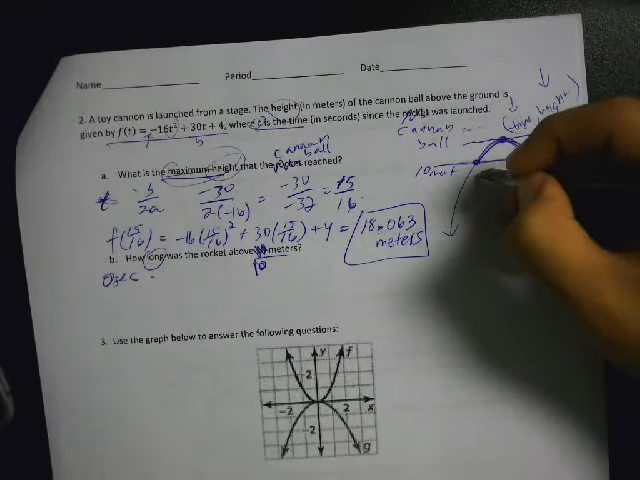 Name Period Date
2. A toy cannon is launched from a stage. The height (in meters) of the cannon ball above the ground is
given by f(t) = −16t² + 30t + 4, where t is the time (in seconds) since the rocket was launched.
cannon
ball
10
a. What is the maximum height that the rocket reached?
cannon
ball
t = -b/2a -30/2(-16) = -30/-32 = 15/16.
f(15/16) = -16(15/16)² + 30(15/16) + 4 = 18.063
meters
b. How long was the rocket above meters?
10
0sec.
3. Use the graph below to answer the following questions:
y f
2
-2 2 x
-2
g